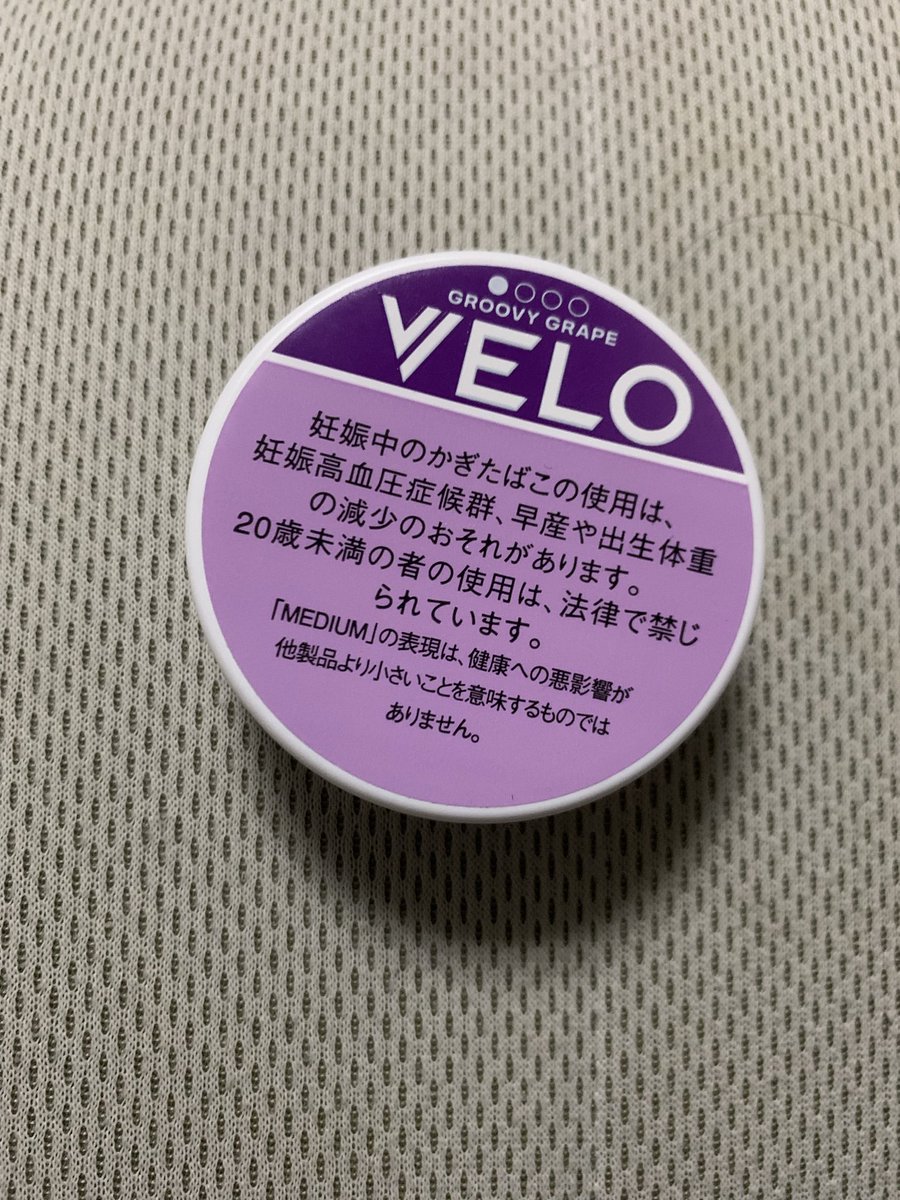 GROOVY GRAPE
VELO
妊娠中のかぎたばこの使用は、
妊娠高血圧症候群、早産や出生体重
の減少のおそれがあります。
20歳未満の者の使用は、法律で禁じ
られています。
「MEDIUM」の表現は、健康への悪影響が
他製品より小さいことを意味するものでは
ありません。